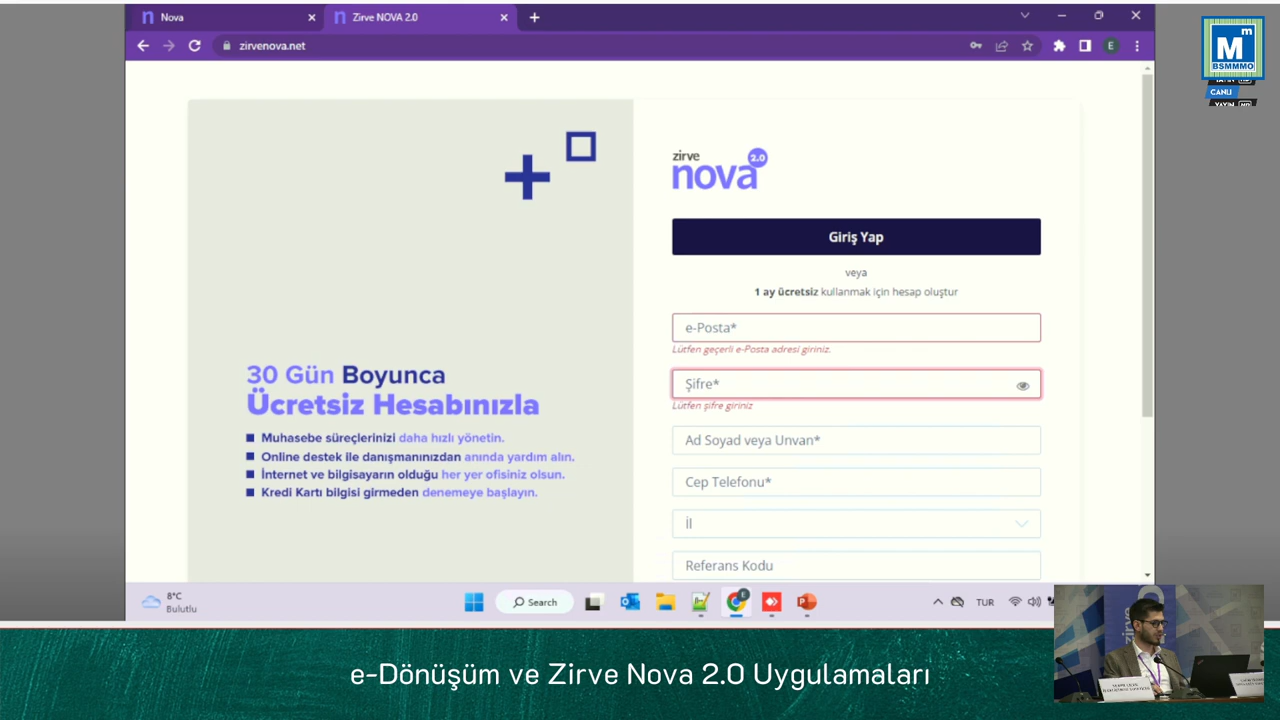 Nova
Zirve NOVA 2.0
zirvenova.net
E
M
m
BSMMMO
CANLI
YAYIN HD
zirve
nova 2.0
Giriş Yap
veya
1 ay ücretsiz kullanmak için hesap oluştur
e-Posta*
Lütfen geçerli e-Posta adresi giriniz.
Şifre*
Lütfen şifre giriniz
Ad Soyad veya Unvan*
Cep Telefonu*
İl
Referans Kodu
30 Gün Boyunca
Ücretsiz Hesabınızla
Muhasebe süreçlerinizi daha hızlı yönetin.
Online destek ile danışmanınızdan anında yardım alın.
İnternet ve bilgisayarın olduğu her yer ofisiniz olsun.
Kredi Kartı bilgisi girmeden denemeye başlayın.
8°C
Bulutlu
Search
TUR
zirve
e-Dönüşüm ve Zirve Nova 2.0 Uygulamaları